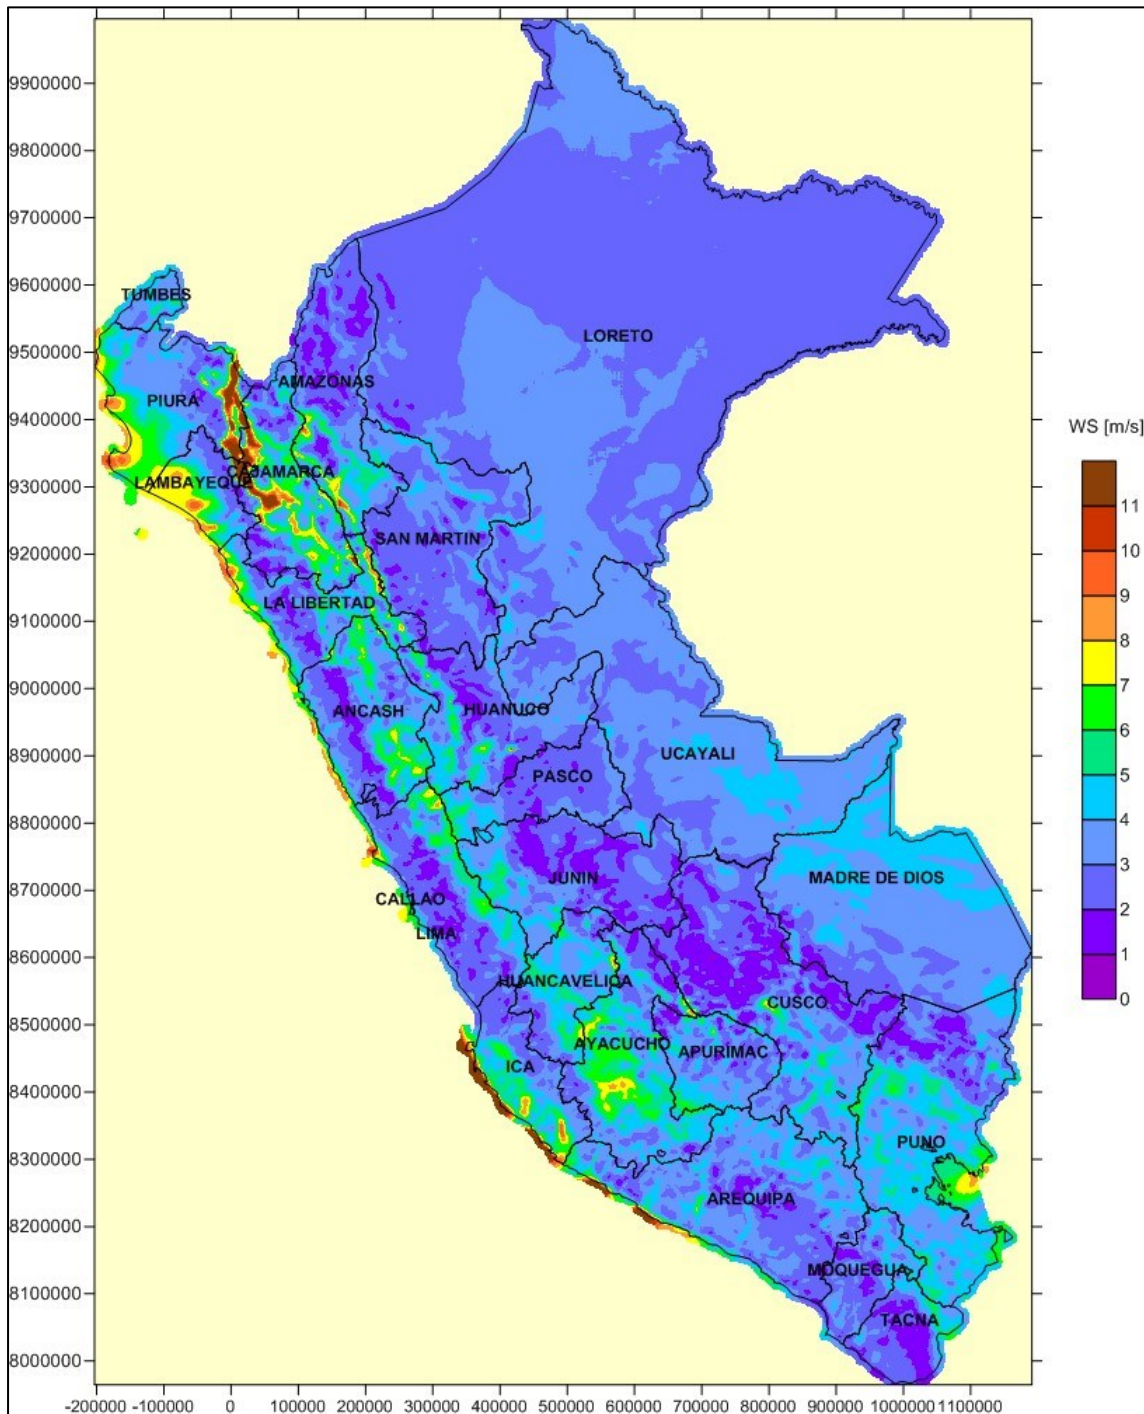 9900000
9800000
9700000
9600000
TUMBES
9500000
LORETO
AMAZONAS
PIURA
9400000
WS [m/s]
CAJAMARCA
LAMBAYEQUE
9300000
11
SAN MARTIN
10
9200000
9
LA LIBERTAD
9100000
8
7
9000000
ANCASH
HUANUCO
6
8900000
UCAYALI
PASCO
5
8800000
4
JUNIN
MADRE DE DIOS
3
8700000
CALLAO
2
LIMA
1
8600000
HUANCAVELICA
0
CUSCO
8500000
AYACUCHO
APURIMAC
ICA
8400000
8300000
PUNO
8200000
AREQUIPA
8100000
MOQUEGUA
TACNA
8000000
-200000 -100000 0 100000 200000 300000 400000 500000 600000 700000 800000 900000 1000000 1100000